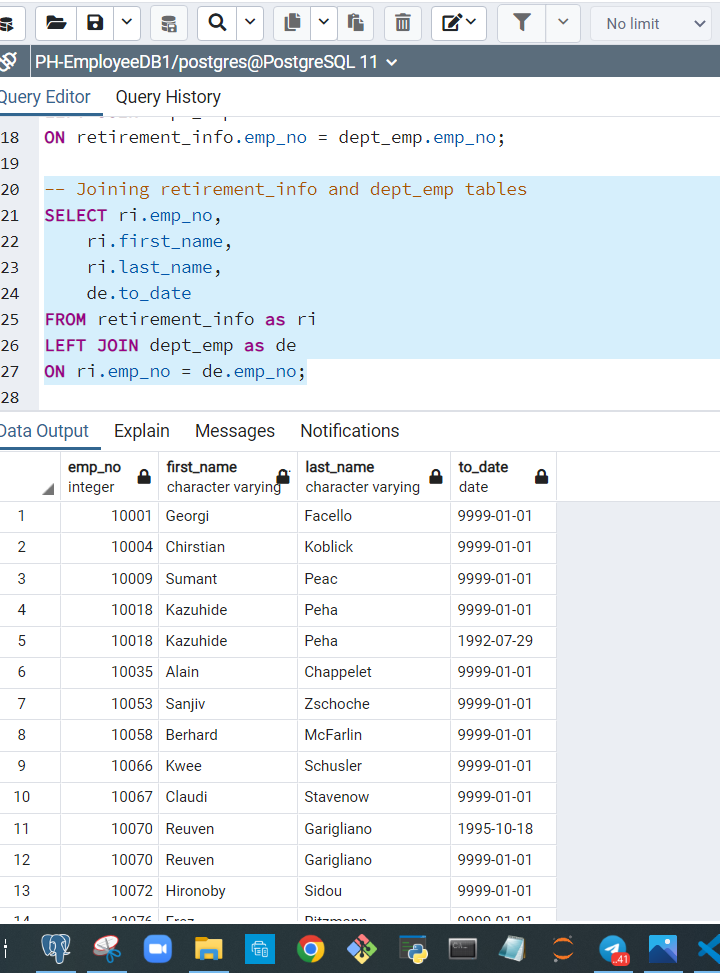 No limit
PH-EmployeeDB1/postgres@PostgreSQL 11
Query Editor Query History
18 ON retirement_info.emp_no = dept_emp.emp_no;
19
20 -- Joining retirement_info and dept_emp tables
21 SELECT ri.emp_no,
22 ri.first_name,
23 ri.last_name,
24 de.to_date
25 FROM retirement_info as ri
26 LEFT JOIN dept_emp as de
27 ON ri.emp_no = de.emp_no;
28
Data Output Explain Messages Notifications
emp_no first_name last_name to_date
integer character varying character varying date
1 10001 Georgi Facello 9999-01-01
2 10004 Chirstian Koblick 9999-01-01
3 10009 Sumant Peac 9999-01-01
4 10018 Kazuhide Peha 9999-01-01
5 10018 Kazuhide Peha 1992-07-29
6 10035 Alain Chappelet 9999-01-01
7 10053 Sanjiv Zschoche 9999-01-01
8 10058 Berhard McFarlin 9999-01-01
9 10066 Kwee Schusler 9999-01-01
10 10067 Claudi Stavenow 9999-01-01
11 10070 Reuven Garigliano 1995-10-18
12 10070 Reuven Garigliano 9999-01-01
13 10072 Hironoby Sidou 9999-01-01
14 10076 9999-01-01
.41